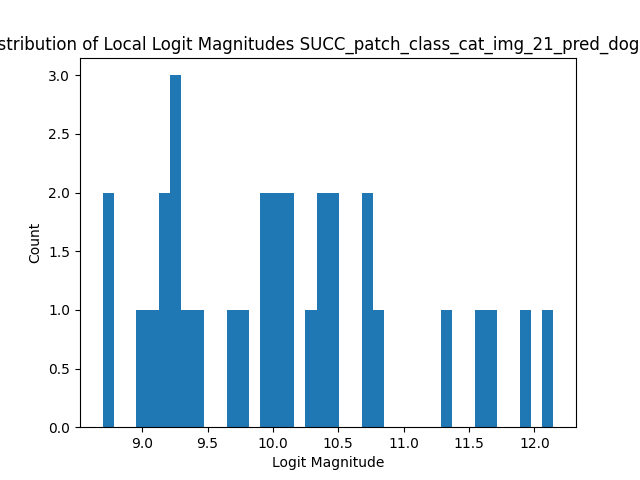 stribution of Local Logit Magnitudes SUCC_patch_class_cat_img_21_pred_dog
3.0
2.5
2.0
1.5
1.0
0.5
0.0
Count
9.0 9.5 10.0 10.5 11.0 11.5 12.0
Logit Magnitude